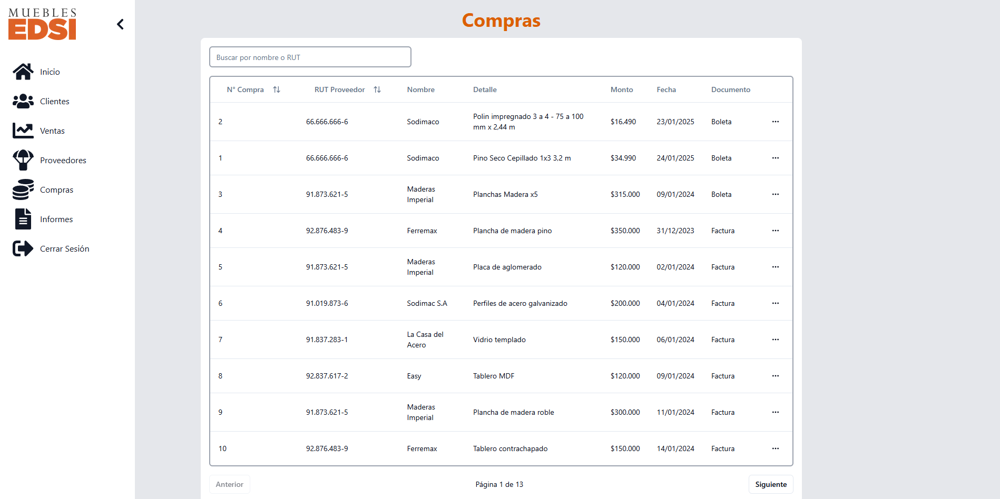 MUEBLES
EDSI
Inicio
Clientes
Ventas
Proveedores
Compras
Informes
Cerrar Sesión
Compras
Buscar por nombre o RUT
N° Compra RUT Proveedor Nombre Detalle Monto Fecha Documento
2 66.666.666-6 Sodimaco Polin impregnado 3 a 4 - 75 a 100 mm x 2,44 m $16.490 23/01/2025 Boleta
1 66.666.666-6 Sodimaco Pino Seco Cepillado 1x3 3,2 m $34.990 24/01/2025 Boleta
3 91.873.621-5 Maderas Imperial Planchas Madera x5 $315.000 09/01/2024 Boleta
4 92.876.483-9 Ferremax Plancha de madera pino $350.000 31/12/2023 Factura
5 91.873.621-5 Maderas Imperial Placa de aglomerado $120.000 02/01/2024 Factura
6 91.019.873-6 Sodimac S.A Perfiles de acero galvanizado $200.000 04/01/2024 Factura
7 91.837.283-1 La Casa del Acero Vidrio templado $150.000 06/01/2024 Factura
8 92.837.617-2 Easy Tablero MDF $120.000 09/01/2024 Factura
9 91.873.621-5 Maderas Imperial Plancha de madera roble $300.000 11/01/2024 Factura
10 92.876.483-9 Ferremax Tablero contrachapado $150.000 14/01/2024 Factura
Anterior Página 1 de 13 Siguiente